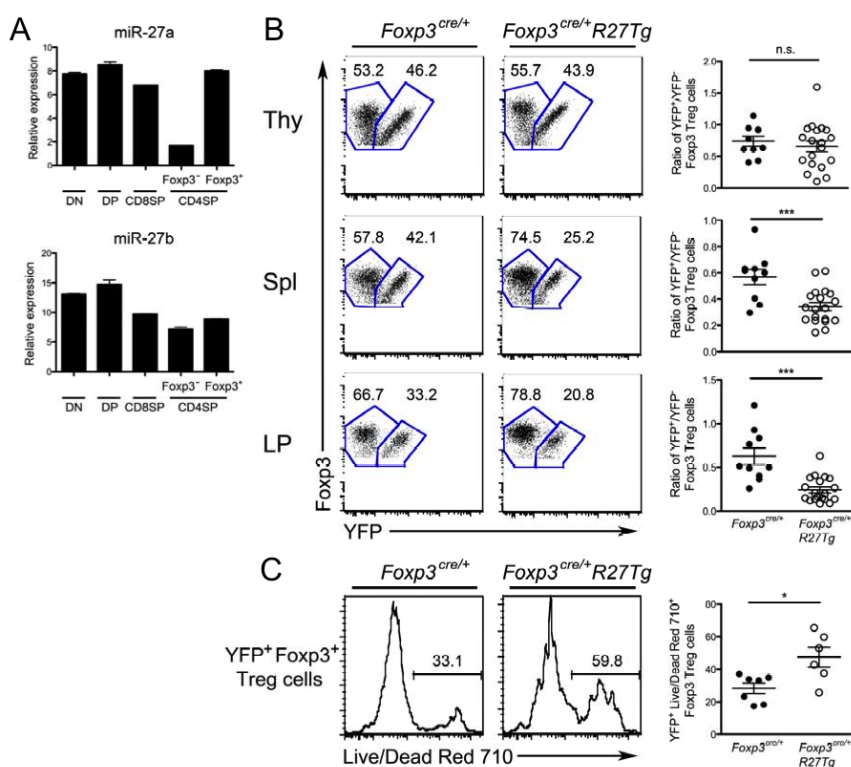 A
miR-27a
Relative expression
10
8
6
4
2
0
Foxp3⁻ Foxp3⁺
DN DP CD8SP CD4SP
miR-27b
Relative expression
20
15
10
5
0
Foxp3⁻ Foxp3⁺
DN DP CD8SP CD4SP
B
Foxp3cre/+ Foxp3cre/+R27Tg
Thy
53.2 46.2
55.7 43.9
Ratio of YFP⁺/YFP⁻
Foxp3 Treg cells
n.s.
2.0
1.5
1.0
0.5
0.0
Spl
57.8 42.1
74.5 25.2
Ratio of YFP⁺/YFP⁻
Foxp3 Treg cells
***
1.0
0.8
0.6
0.4
0.2
0.0
LP
66.7 33.2
78.8 20.8
Ratio of YFP⁺/YFP⁻
Foxp3 Treg cells
***
1.5
1.0
0.5
0.0
Foxp3cre/+ Foxp3cre/+
R27Tg
Foxp3
YFP
C
Foxp3cre/+ Foxp3cre/+R27Tg
YFP⁺ Foxp3⁺
Treg cells
33.1
59.8
Live/Dead Red 710
YFP⁺ Live/Dead Red 710⁺
Foxp3 Treg cells
*
80
60
40
20
0
Foxp3cre/+ Foxp3cre/+
R27Tg